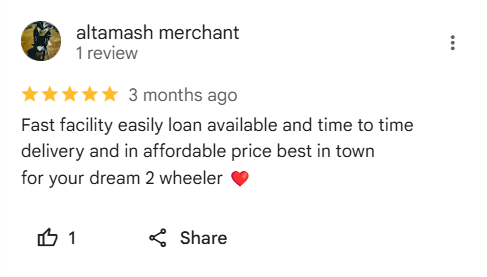 altamash merchant
1 review
3 months ago
Fast facility easily loan available and time to time
delivery and in affordable price best in town
for your dream 2 wheeler ❤️
1
Share